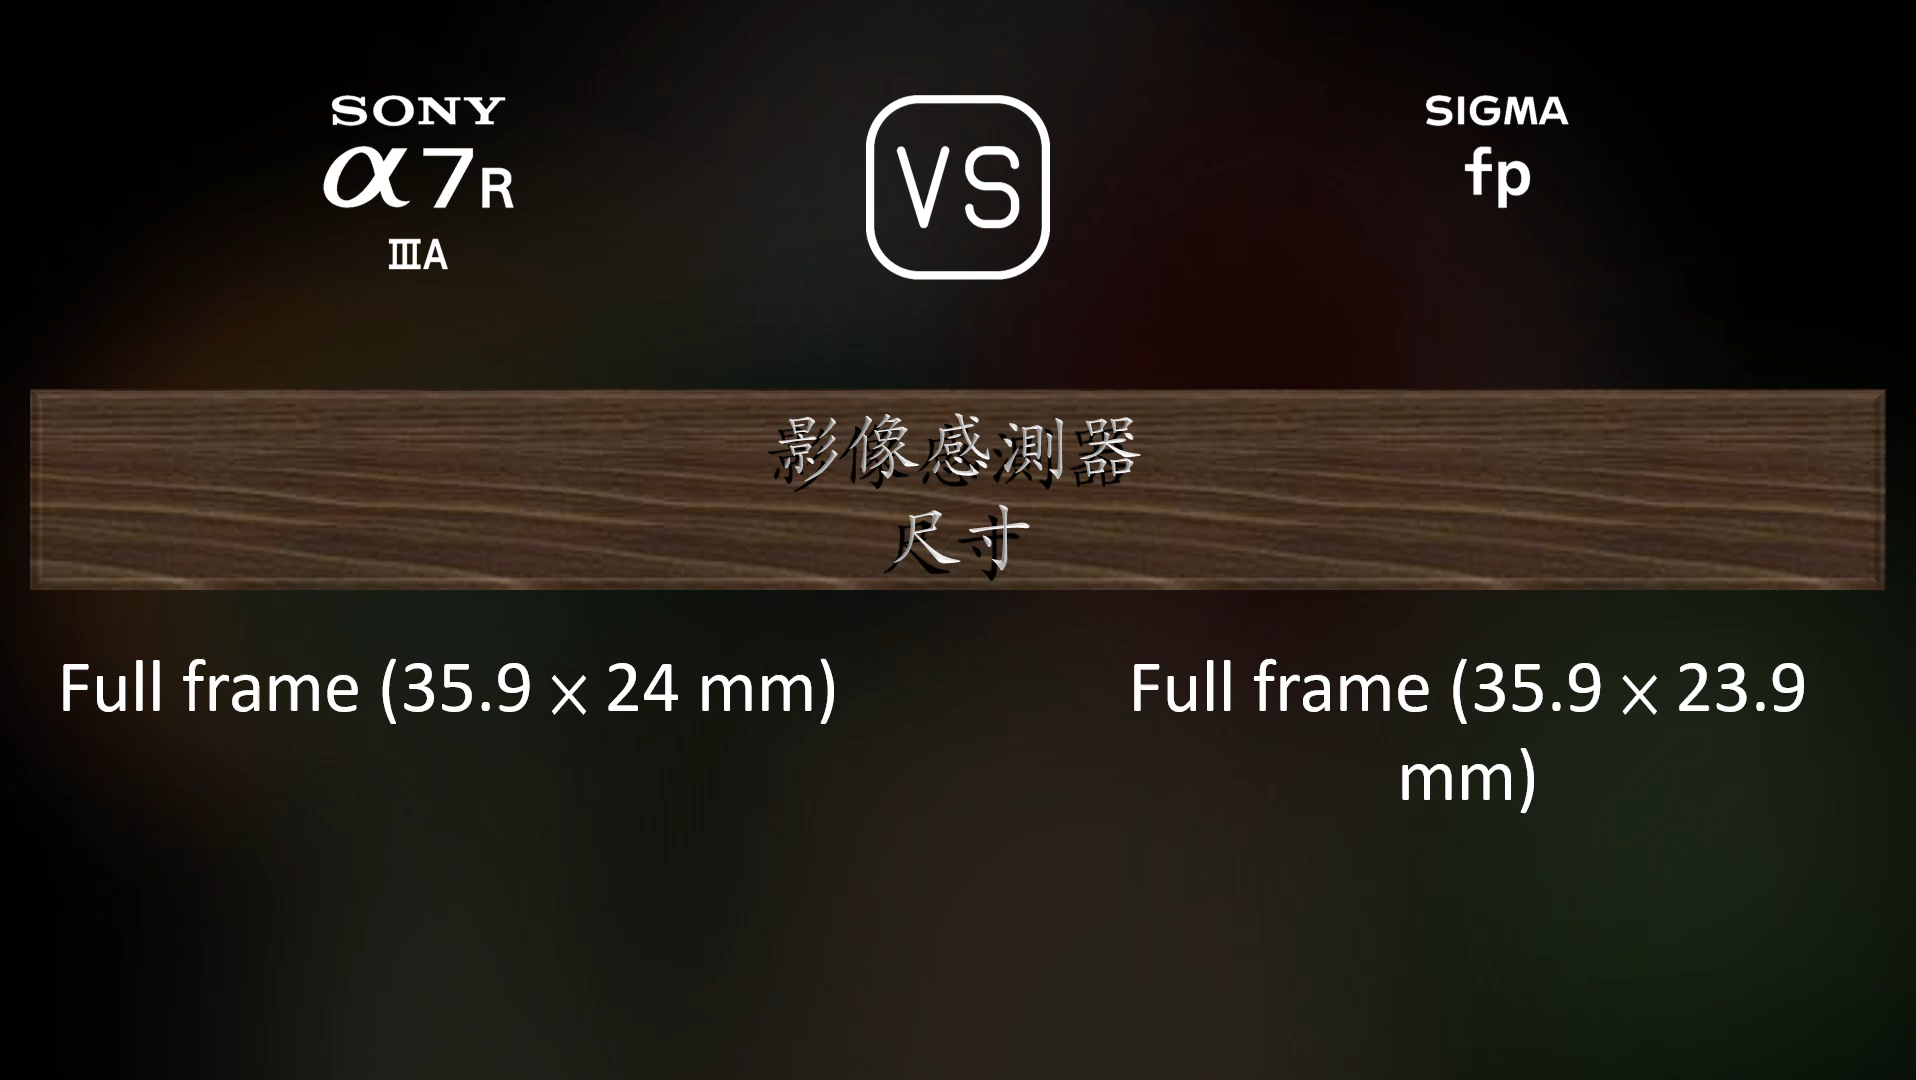 SONY
α7R
ⅢA
VS
SIGMA
fp
影像感測器
尺寸
Full frame (35.9 x 24 mm)
Full frame (35.9 x 23.9
mm)